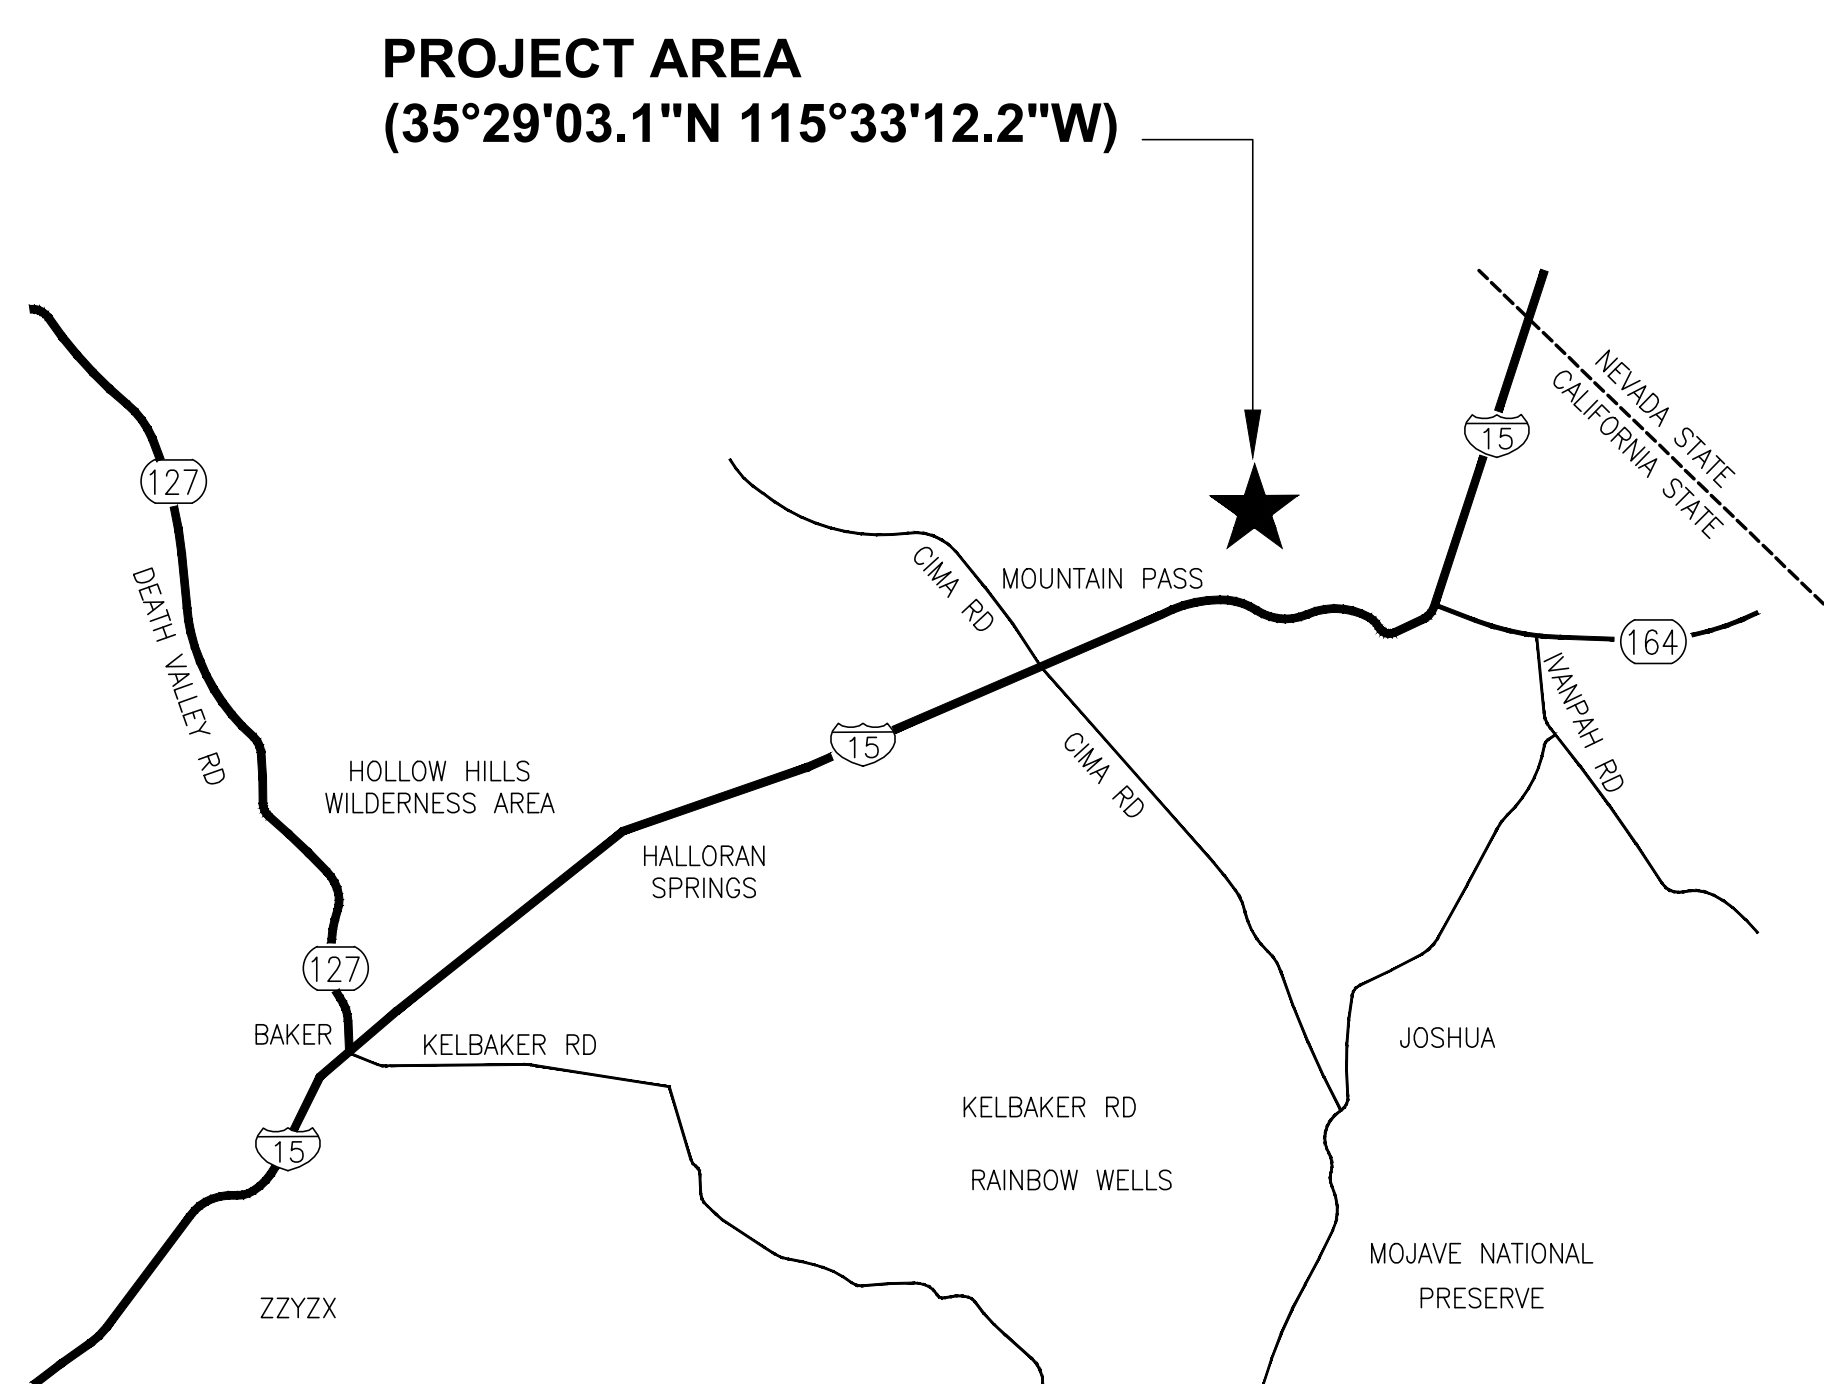 PROJECT AREA
(35°29'03.1"N 115°33'12.2"W)
NEVADA STATE
CALIFORNIA STATE
15
127
CIMA RD
MOUNTAIN PASS
DEATH VALLEY RD
164
IVANPAH RD
15
CIMA RD
HOLLOW HILLS
WILDERNESS AREA
HALLORAN
SPRINGS
127
BAKER
KELBAKER RD
JOSHUA
KELBAKER RD
15
RAINBOW WELLS
MOJAVE NATIONAL
PRESERVE
ZZYZX